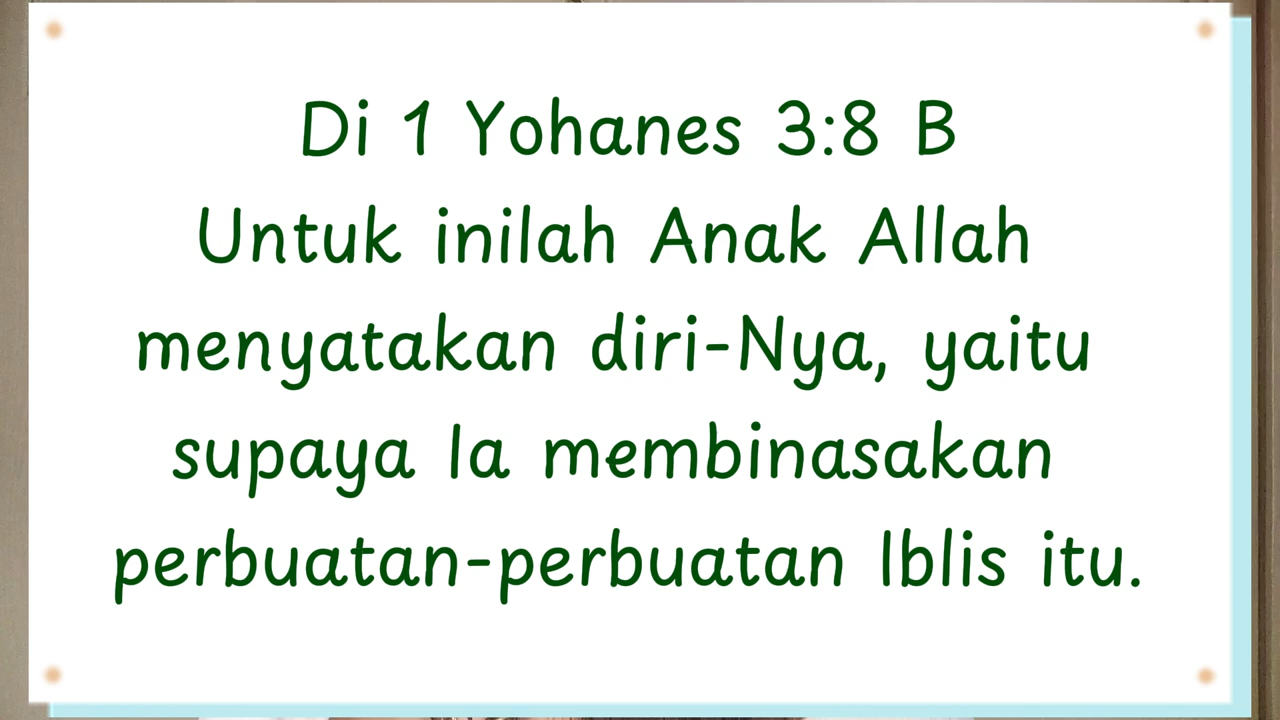 Di 1 Yohanes 3:8 B
Untuk inilah Anak Allah
menyatakan diri-Nya, yaitu
supaya Ia membinasakan
perbuatan-perbuatan Iblis itu.